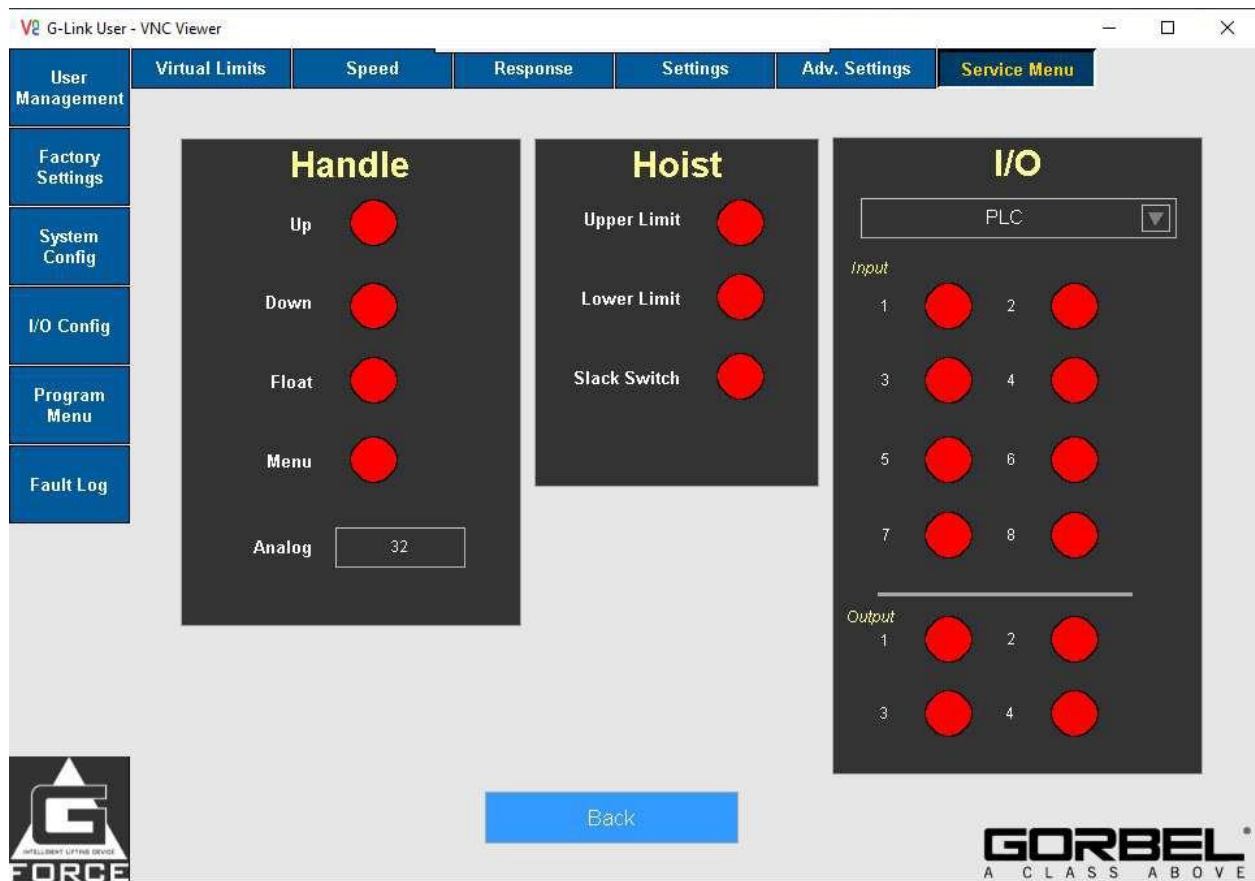 G-Link User - VNC Viewer
User
Management
Virtual Limits
Speed
Response
Settings
Adv. Settings
Service Menu
Factory
Settings
System
Config
I/O Config
Program
Menu
Fault Log
Handle
Up
Down
Float
Menu
Analog 32
Hoist
Upper Limit
Lower Limit
Slack Switch
I/O
PLC
Input
1 2
3 4
5 6
7 8
Output
1 2
3 4
Back
G
INTELLIGENT LIFTING DEVICE
FORCE
GORBEL
A CLASS ABOVE